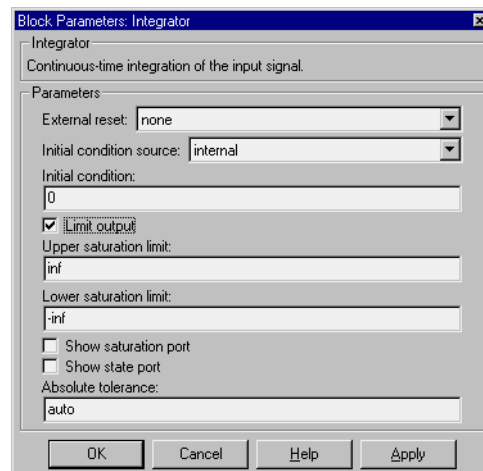 Block Parameters: Integrator
Integrator
Continuous-time integration of the input signal.
Parameters
External reset: none
Initial condition source: internal
Initial condition:
0
Limit output
Upper saturation limit:
inf
Lower saturation limit:
-inf
Show saturation port
Show state port
Absolute tolerance:
auto
OK Cancel Help Apply